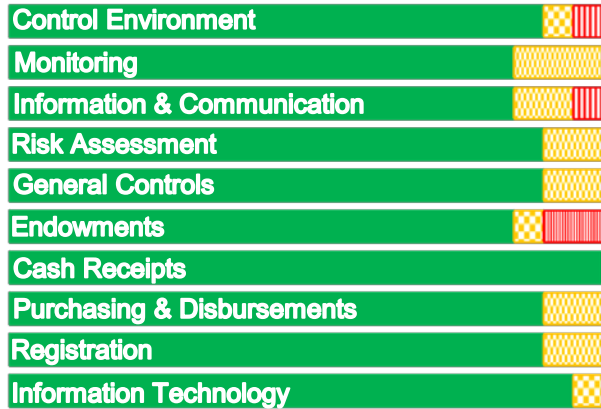 Control Environment
Monitoring
Information & Communication
Risk Assessment
General Controls
Endowments
Cash Receipts
Purchasing & Disbursements
Registration
Information Technology